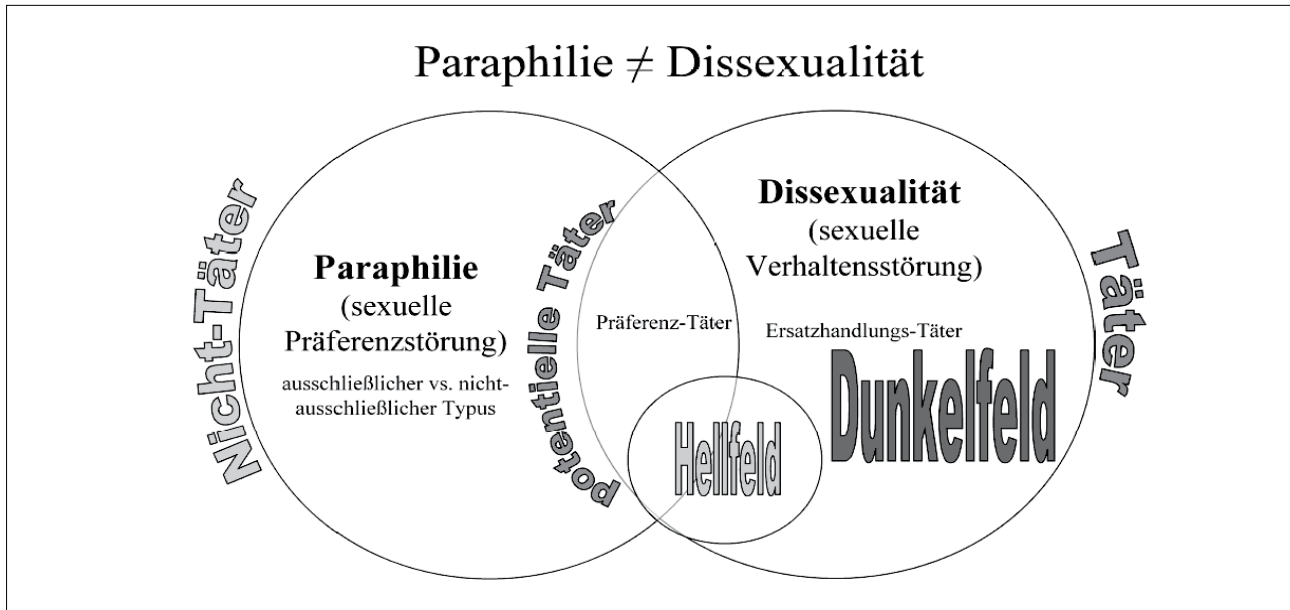 Paraphilie ≠ Dissexualität
Nicht-Täter
Paraphilie
(sexuelle
Präferenzstörung)
ausschließlicher vs. nicht-
ausschließlicher Typus
potentielle Täter
Präferenz-Täter
Dissexualität
(sexuelle
Verhaltensstörung)
Ersatzhandlungs-Täter
Hellfeld
Dunkelfeld
Täter